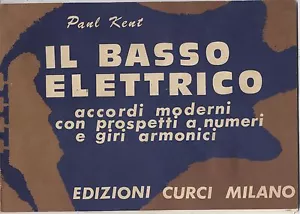 Paul Kent
IL BASSO
ELETTRICO
accordi moderni
con prospetti a numeri
e giri armonici
EDIZIONI CURCI MILANO